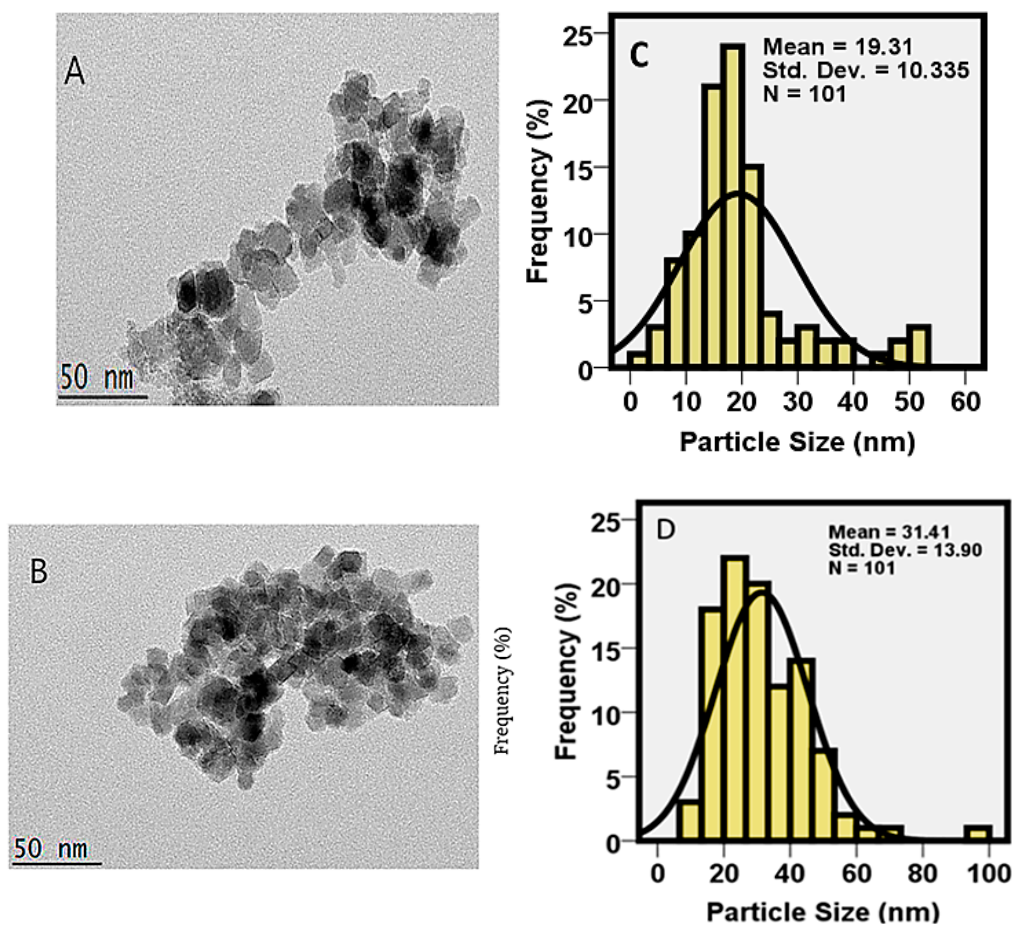 A
50 nm
C
Mean = 19.31
Std. Dev. = 10.335
N = 101
25
20
15
10
5
0
Frequency (%)
0 10 20 30 40 50 60
Particle Size (nm)
B
50 nm
Frequency (%)
D
Mean = 31.41
Std. Dev. = 13.90
N = 101
25
20
15
10
5
0
Frequency (%)
0 20 40 60 80 100
Particle Size (nm)